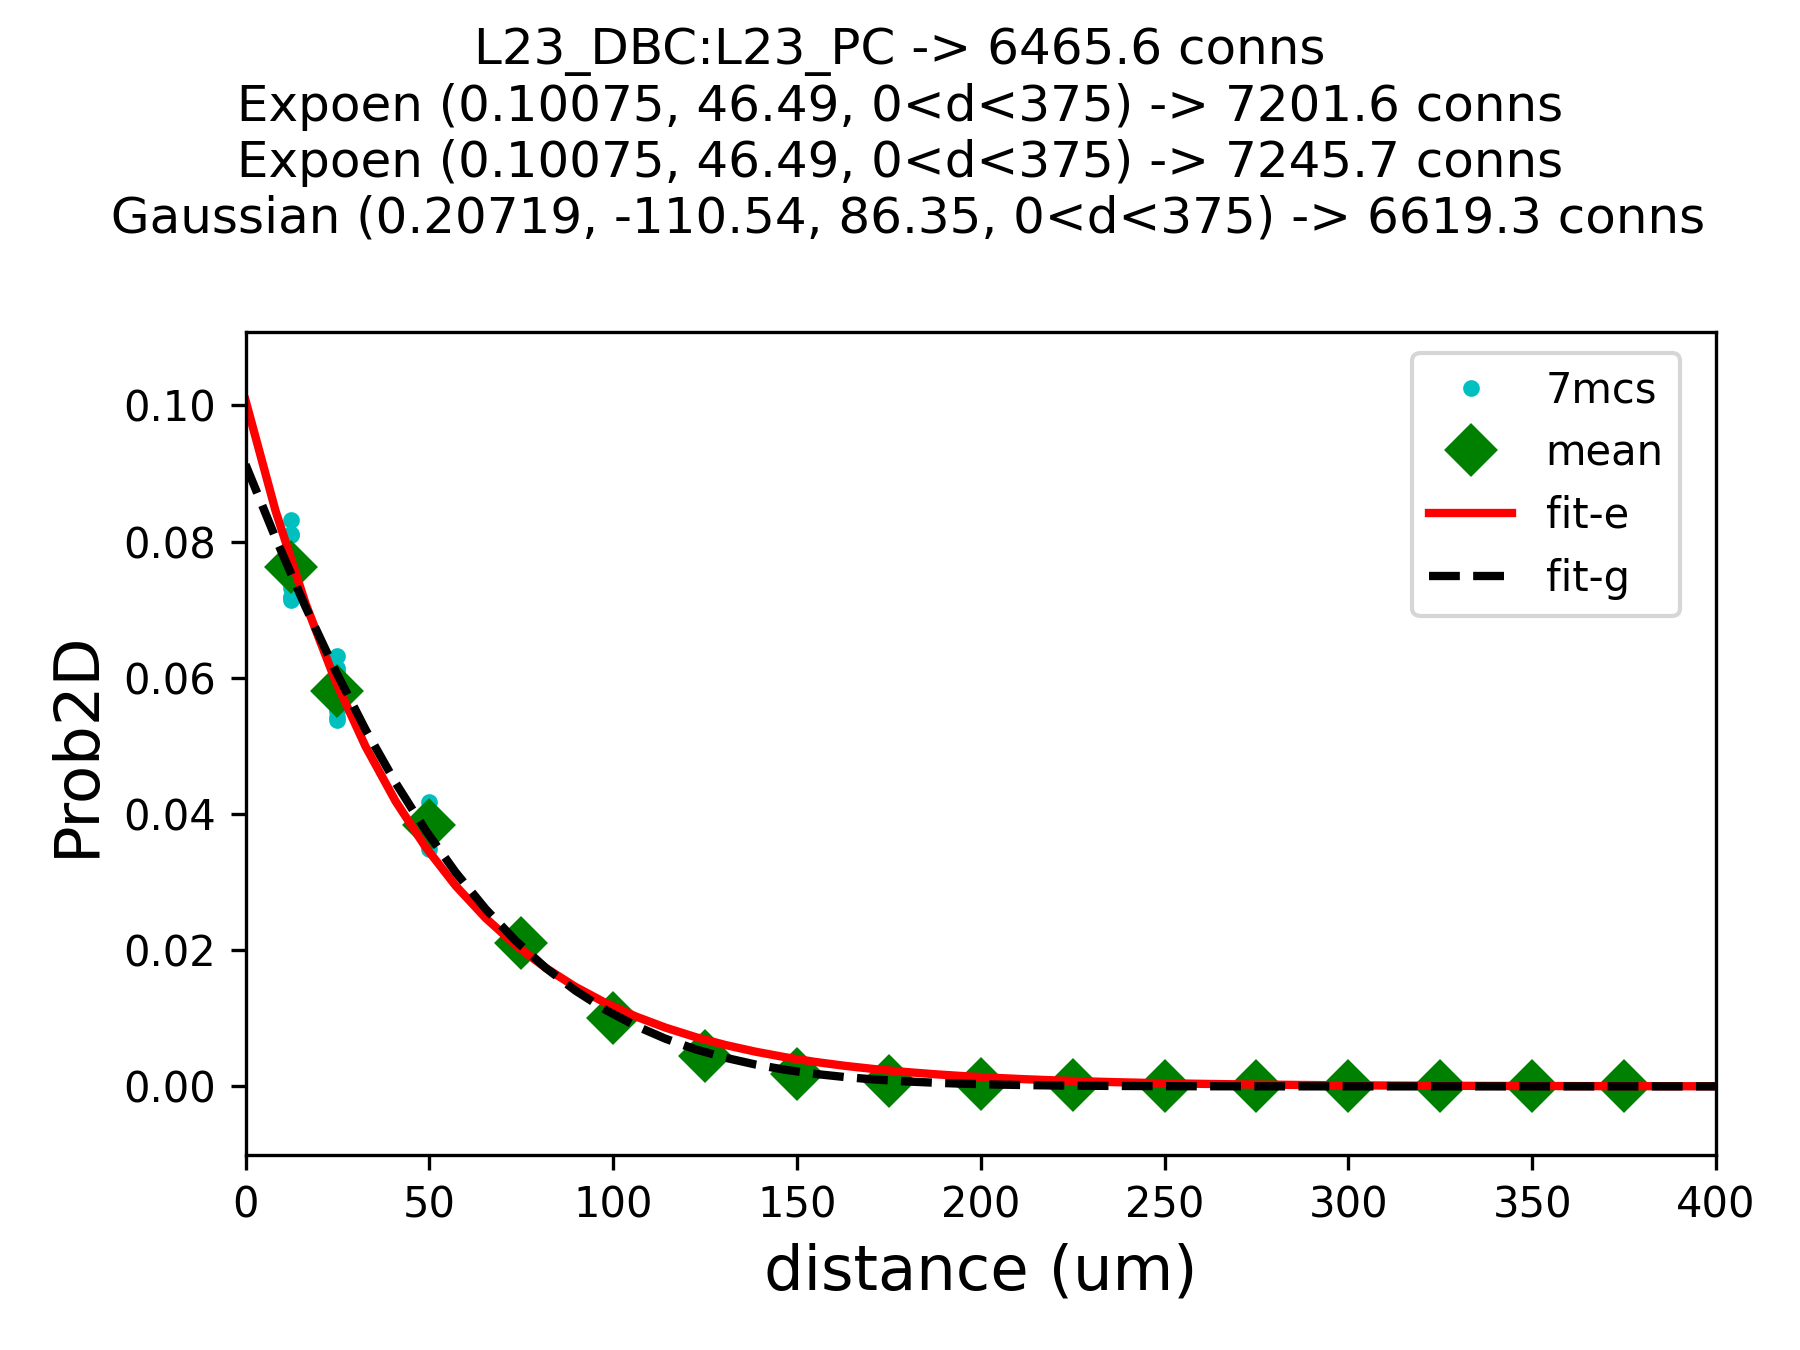 L23_DBC:L23_PC -> 6465.6 conns
Expoen (0.10075, 46.49, 0<d<375) -> 7201.6 conns
Expoen (0.10075, 46.49, 0<d<375) -> 7245.7 conns
Gaussian (0.20719, -110.54, 86.35, 0<d<375) -> 6619.3 conns
7mcs
mean
fit-e
fit-g
Prob2D
0.10
0.08
0.06
0.04
0.02
0.00
0 50 100 150 200 250 300 350 400
distance (um)